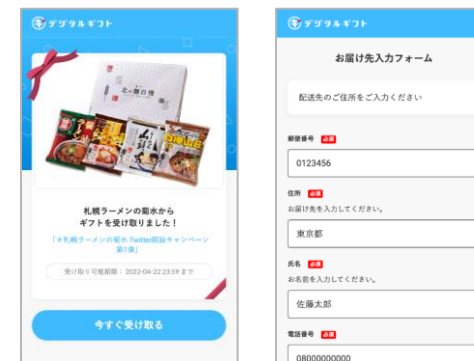 デジタルギフト
北の麺自慢
札幌ラーメンの菊水から
ギフトを受け取りました！
「#札幌ラーメンの菊水 Twitter開設キャンペーン
第1弾」
受け取り可能期限： 2022-04-22 23:59 まで
今すぐ受け取る
デジタルギフト
お届け先入力フォーム
配送先のご住所をご入力ください
郵便番号 必須
0123456
住所 必須
お届け先を入力してください。
東京都
氏名 必須
お名前を入力してください。
佐藤太郎
電話番号 必須
08000000000